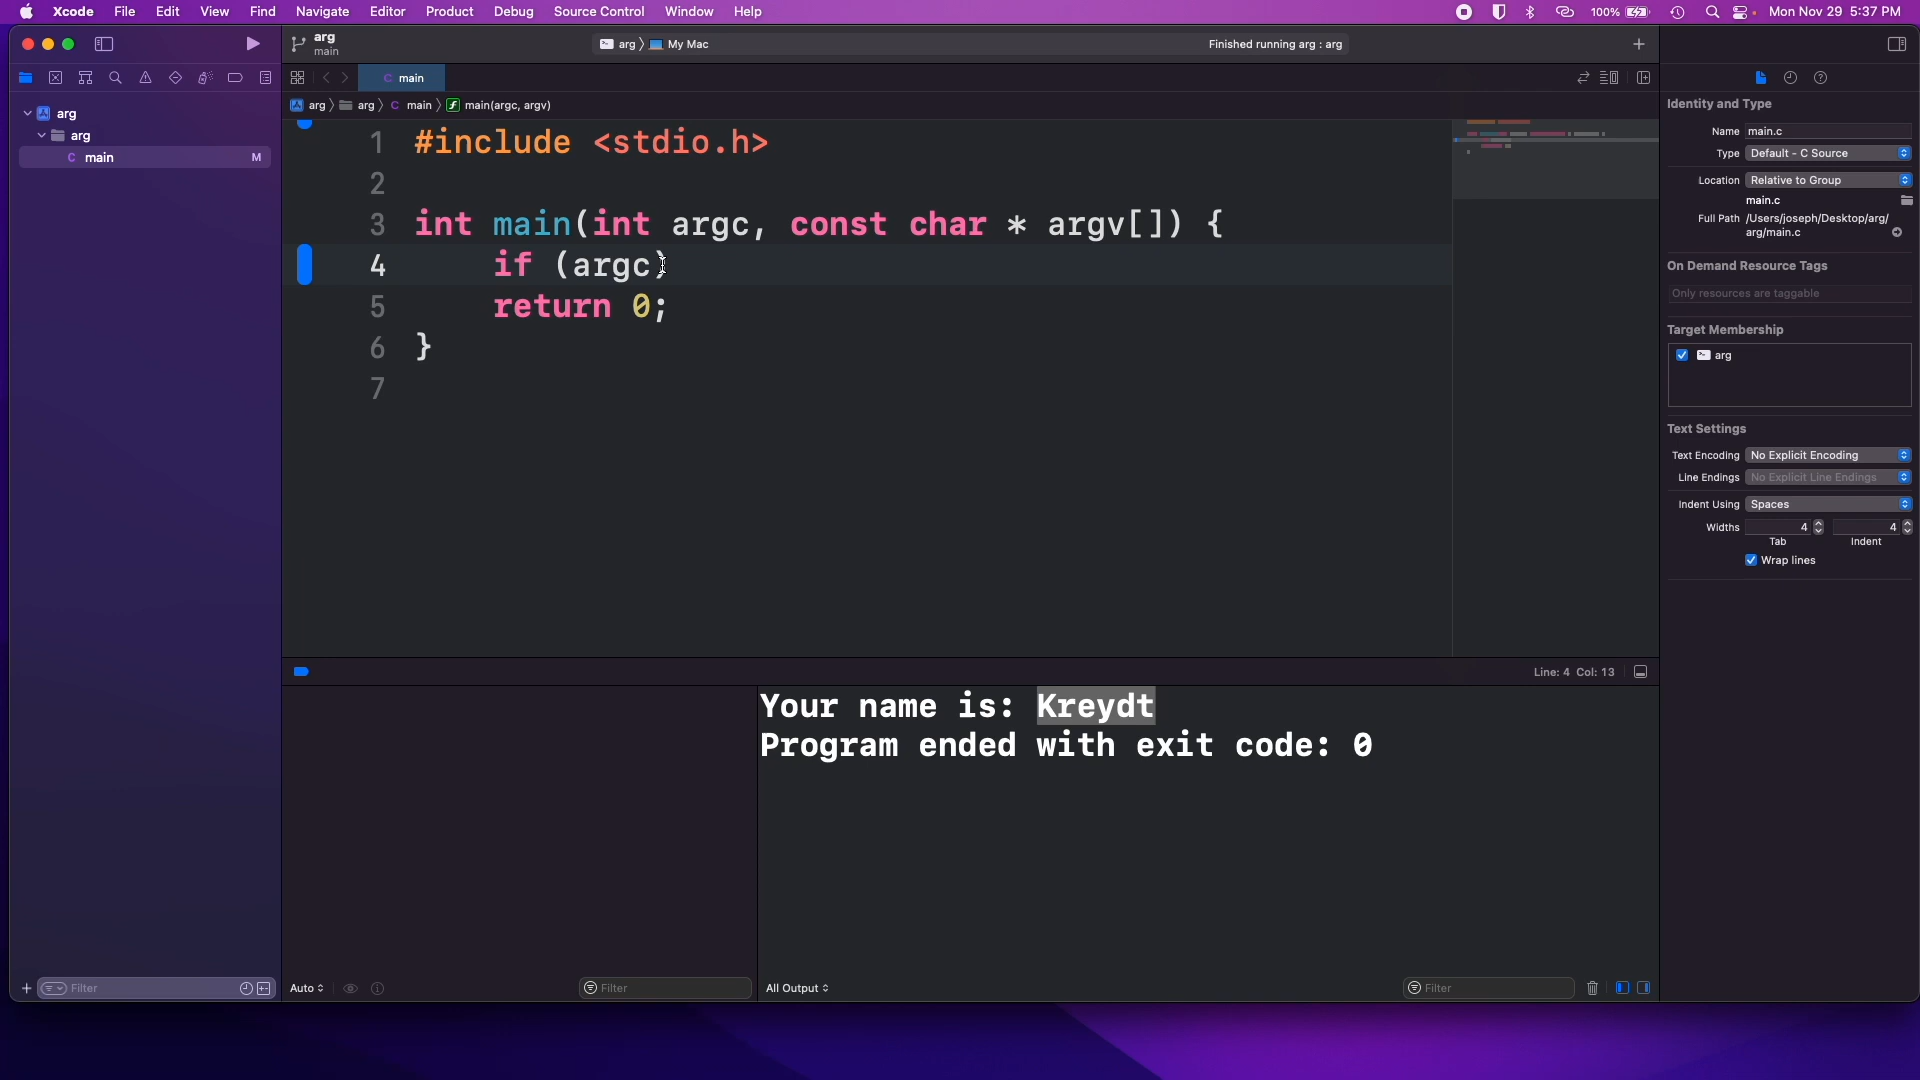 Xcode File Edit View Find Navigate Editor Product Debug Source Control Window Help 100% Mon Nov 29 5:37 PM
arg
main
arg My Mac
Finished running arg : arg
main
arg arg main main(argc, argv)
arg
arg
main M
1 #include <stdio.h>
2
3 int main(int argc, const char * argv[]) {
4 if (argc)
5 return 0;
6 }
7
Line: 4 Col: 13
Your name is: Kreydt
Program ended with exit code: 0
Filter
Auto
Filter
All Output
Filter
Identity and Type
Name main.c
Type Default - C Source
Location Relative to Group
main.c
Full Path /Users/joseph/Desktop/arg/
arg/main.c
On Demand Resource Tags
Only resources are taggable
Target Membership
arg
Text Settings
Text Encoding No Explicit Encoding
Line Endings No Explicit Line Endings
Indent Using Spaces
Widths 4 4
Tab Indent
Wrap lines